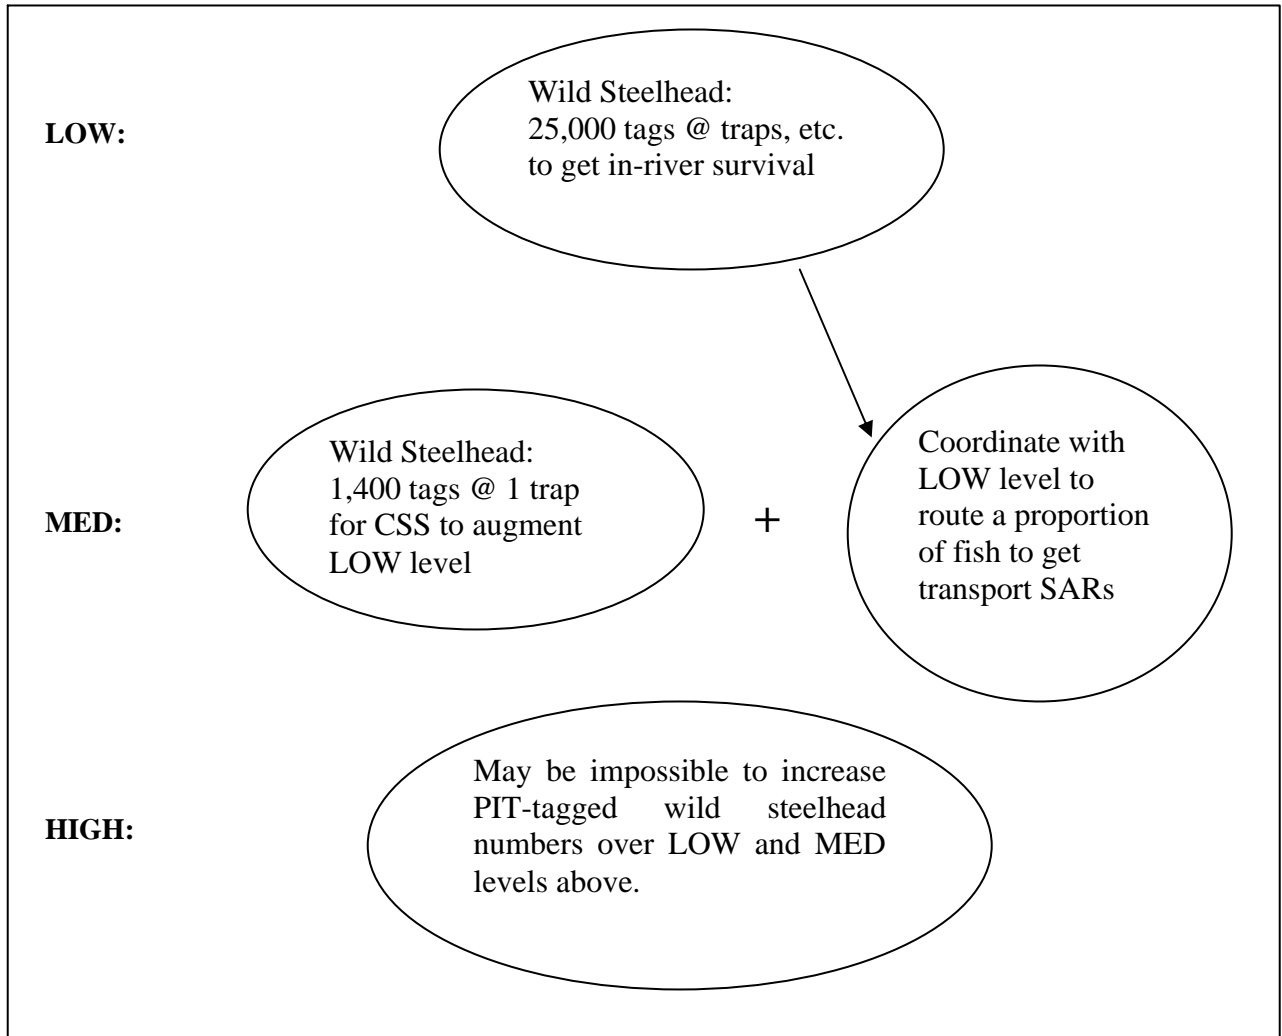 LOW:
Wild Steelhead:
25,000 tags @ traps, etc.
to get in-river survival
MED:
Wild Steelhead:
1,400 tags @ 1 trap
for CSS to augment
LOW level
+
Coordinate with
LOW level to
route a proportion
of fish to get
transport SARs
HIGH:
May be impossible to increase
PIT-tagged wild steelhead
numbers over LOW and MED
levels above.